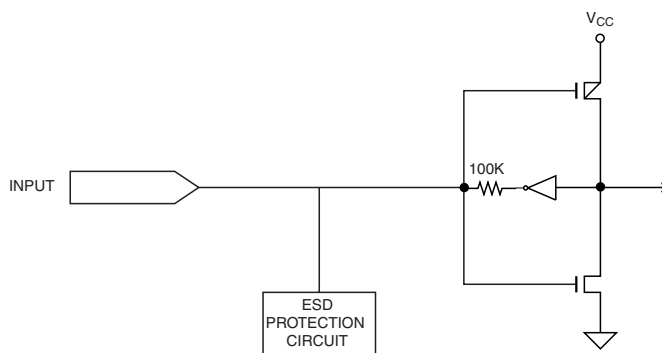 VCC
100K
INPUT
ESD
PROTECTION
CIRCUIT